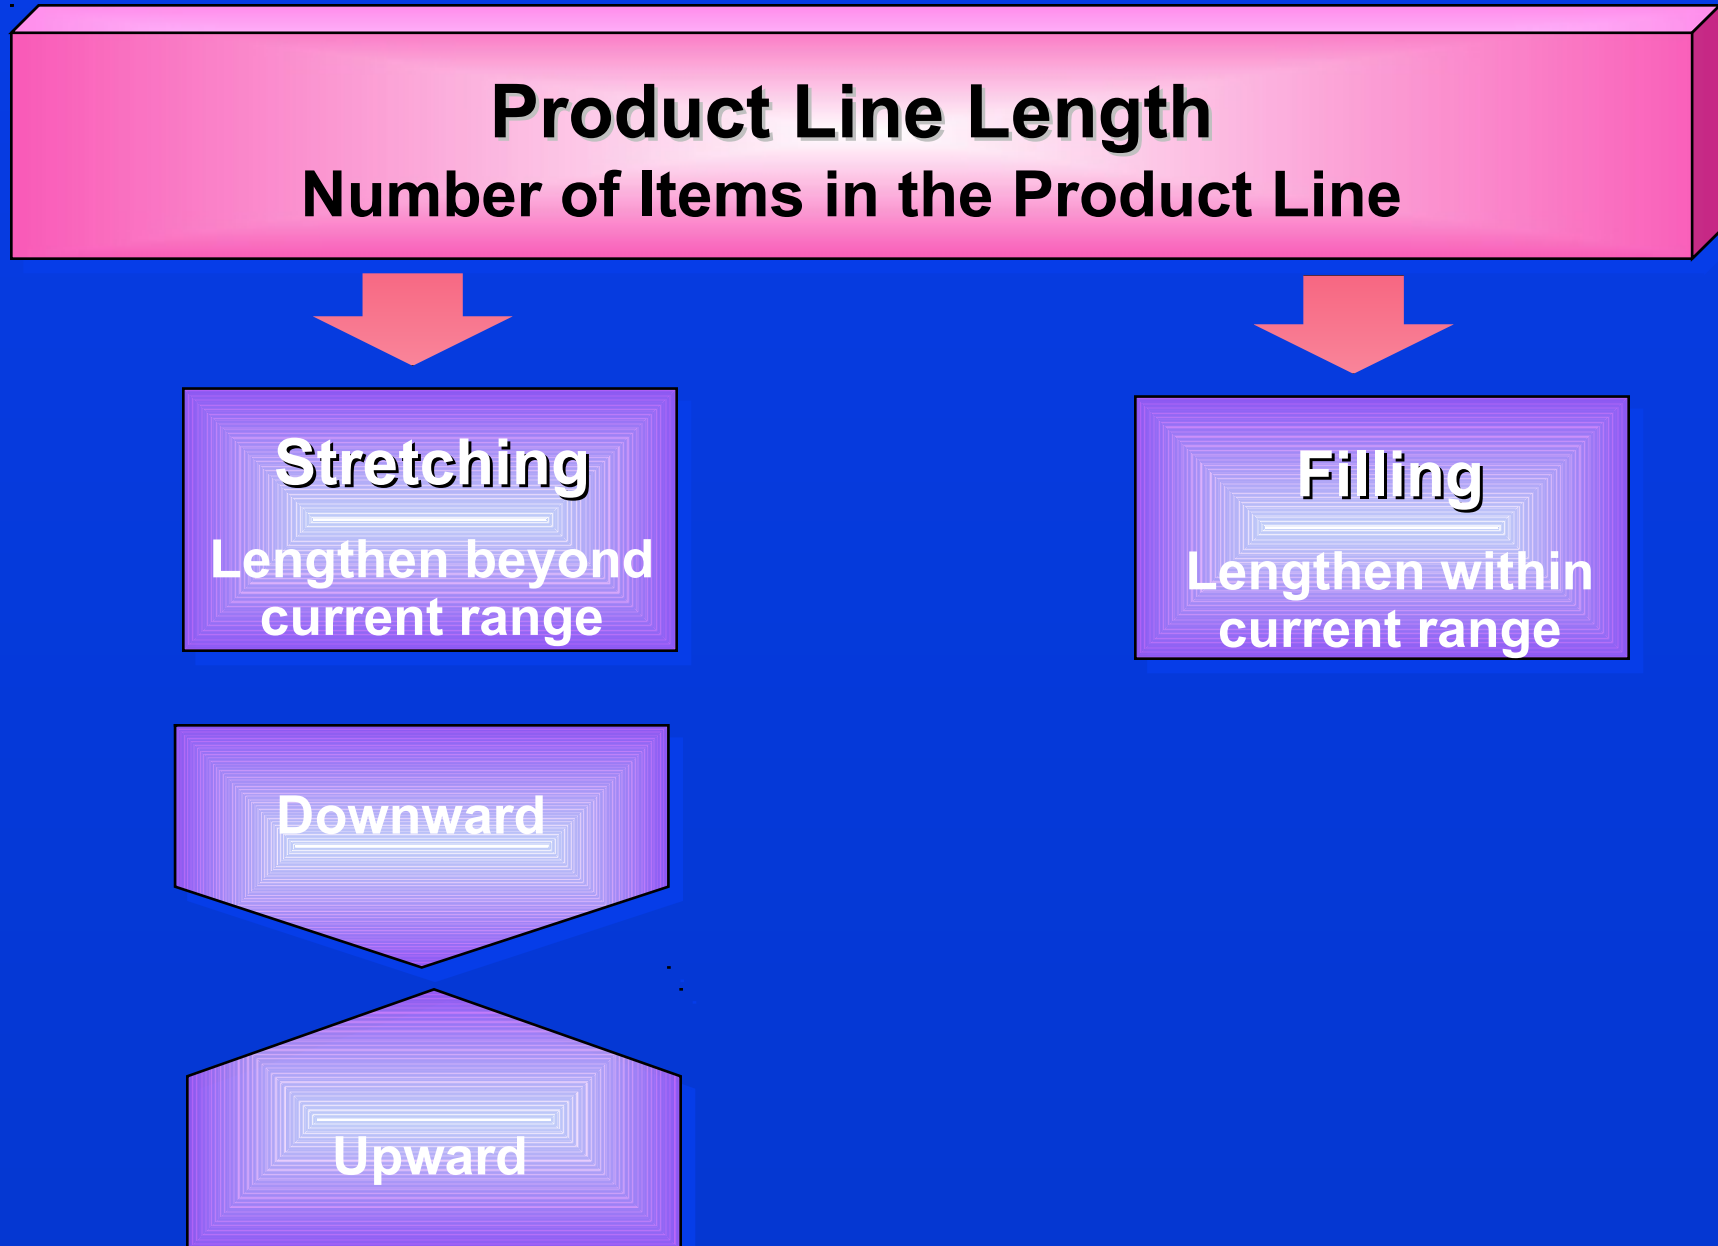 Product Line Length
Number of Items in the Product Line
Stretching
Lengthen beyond
current range
Filling
Lengthen within
current range
Downward
Upward